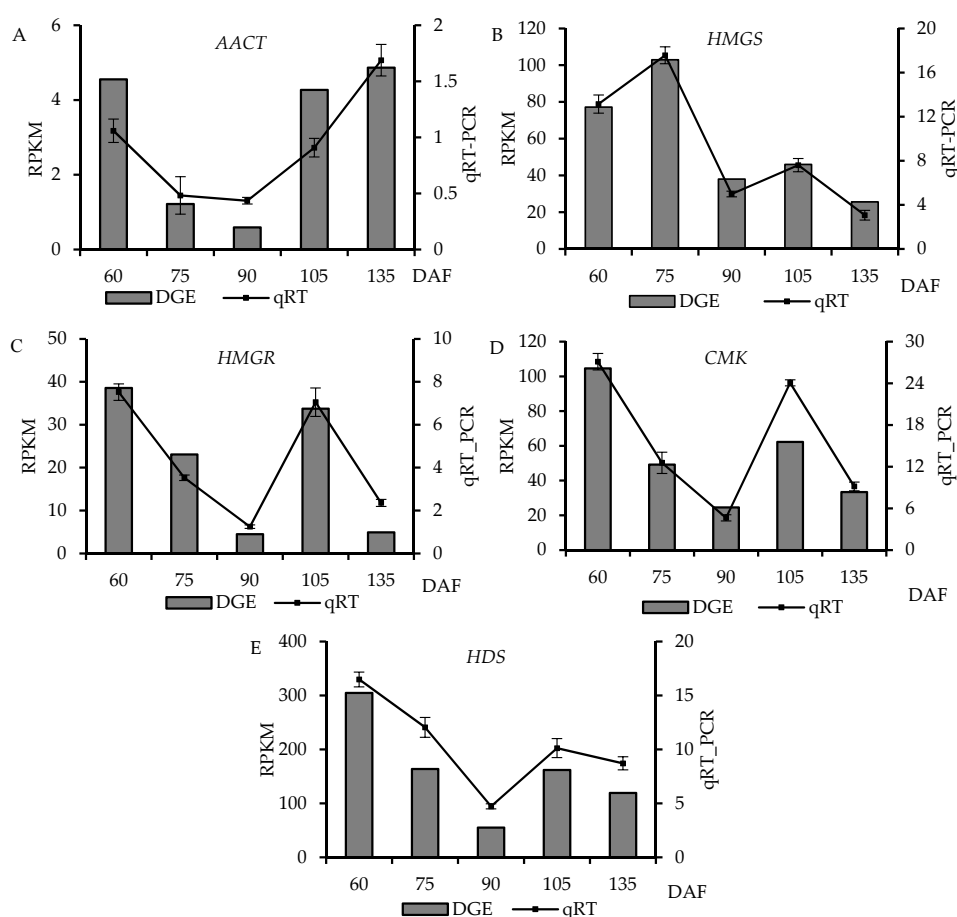 A
AACT
6
4
2
0
RPKM
2
1.5
1
0.5
0
qRT-PCR
60 75 90 105 135 DAF
DGE qRT
B
HMGS
120
100
80
60
40
20
0
RPKM
20
16
12
8
4
0
qRT-PCR
60 75 90 105 135 DAF
DGE qRT
C
HMGR
50
40
30
20
10
0
RPKM
10
8
6
4
2
0
qRT_PCR
60 75 90 105 135 DAF
DGE qRT
D
CMK
120
100
80
60
40
20
0
RPKM
30
24
18
12
6
0
qRT_PCR
60 75 90 105 135 DAF
DGE qRT
E
HDS
400
300
200
100
0
RPKM
20
15
10
5
0
qRT_PCR
60 75 90 105 135 DAF
DGE qRT